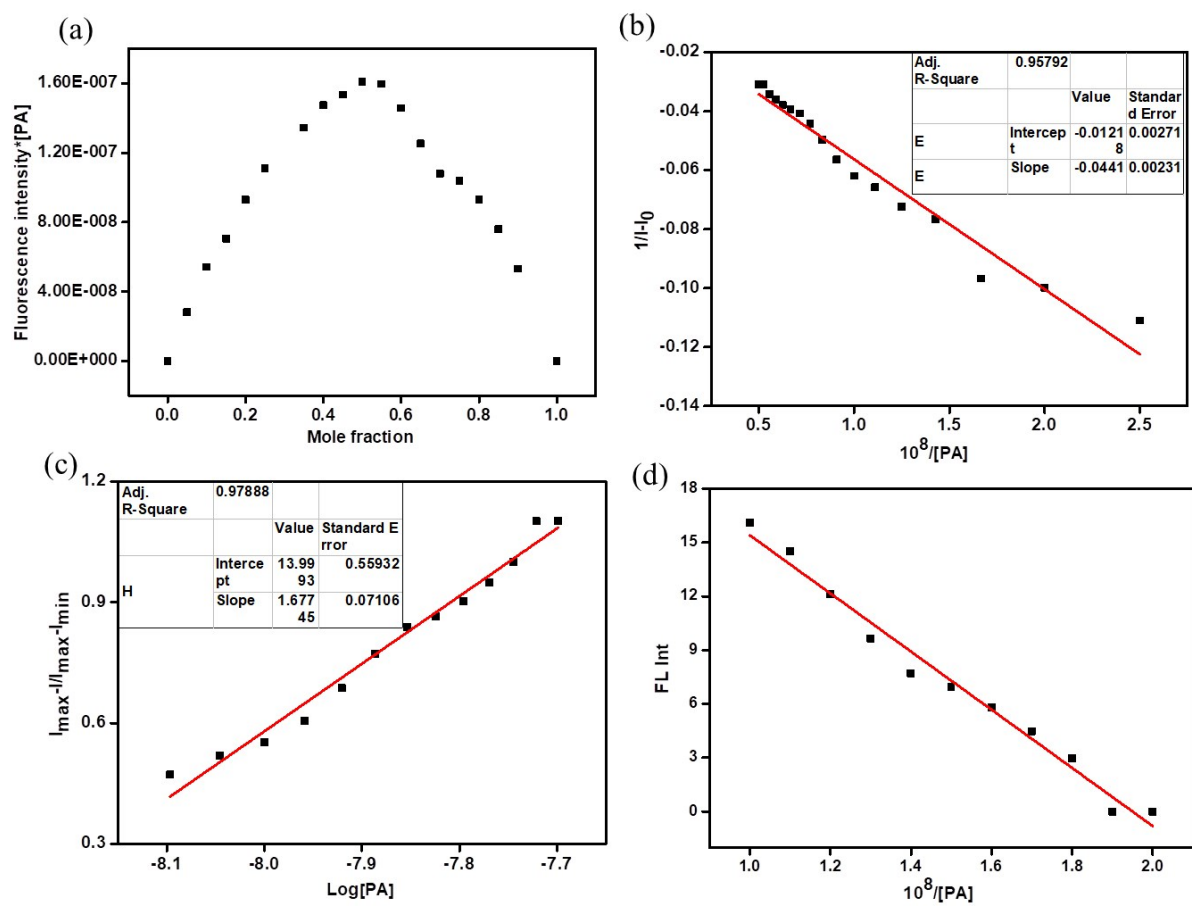 (a)
Fluorescence intensity*[PA]
1.60E-007
1.20E-007
8.00E-008
4.00E-008
0.00E+000
0.0 0.2 0.4 0.6 0.8 1.0
Mole fraction
(b)
1/I-I0
-0.02
-0.04
-0.06
-0.08
-0.10
-0.12
-0.14
0.5 1.0 1.5 2.0 2.5
10^8/[PA]
Adj. 0.95792
R-Square
Value Standar
d Error
E Intercep -0.0121 0.00271
t 8
E Slope -0.0441 0.00231
(c)
Imax-I/Imax-Imin
1.2
0.9
0.6
0.3
-8.1 -8.0 -7.9 -7.8 -7.7
Log[PA]
Adj. 0.97888
R-Square
Value Standard E
rror
H
Interce 13.99 0.55932
pt 93
Slope 1.677 0.07106
45
(d)
FL Int
18
15
12
9
6
3
0
1.0 1.2 1.4 1.6 1.8 2.0
10^8/[PA]